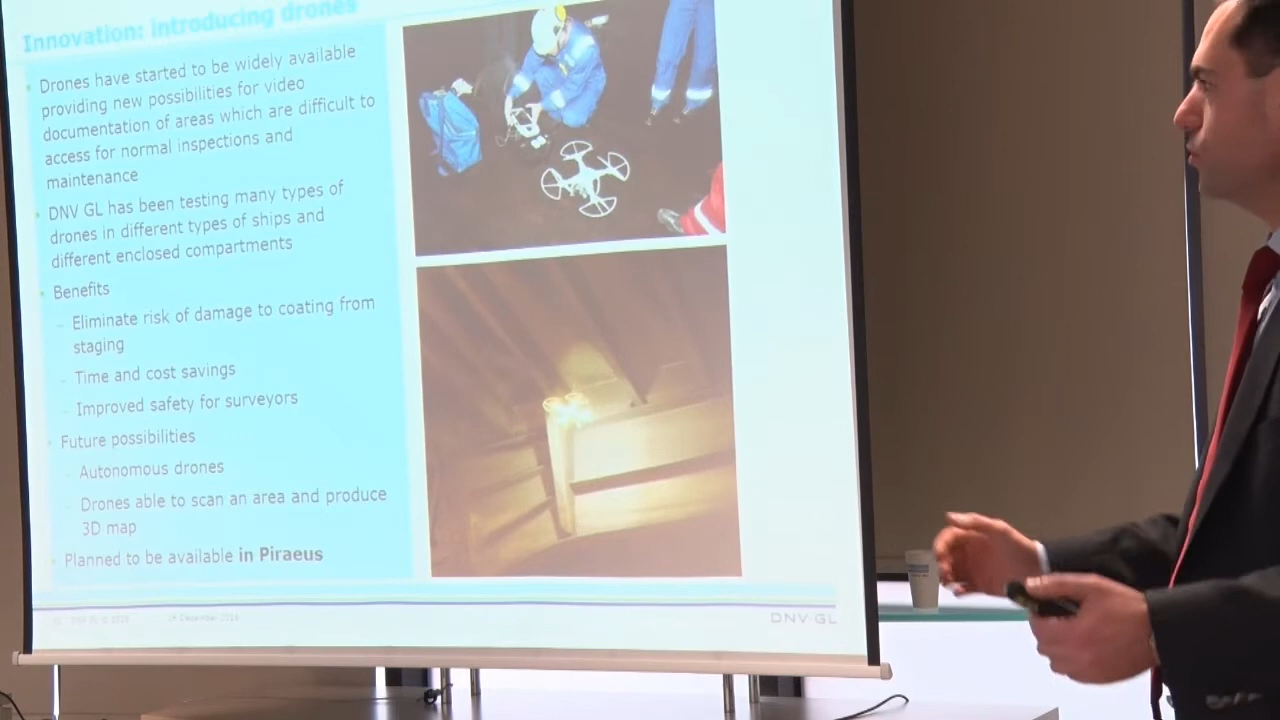 Innovation: introducing drones
Drones have started to be widely available
providing new possibilities for video
documentation of areas which are difficult to
access for normal inspections and
maintenance
DNV GL has been testing many types of
drones in different types of ships and
different enclosed compartments
Benefits
– Eliminate risk of damage to coating from
staging
– Time and cost savings
– Improved safety for surveyors
Future possibilities
– Autonomous drones
– Drones able to scan an area and produce
3D map
Planned to be available in Piraeus
DNV·GL